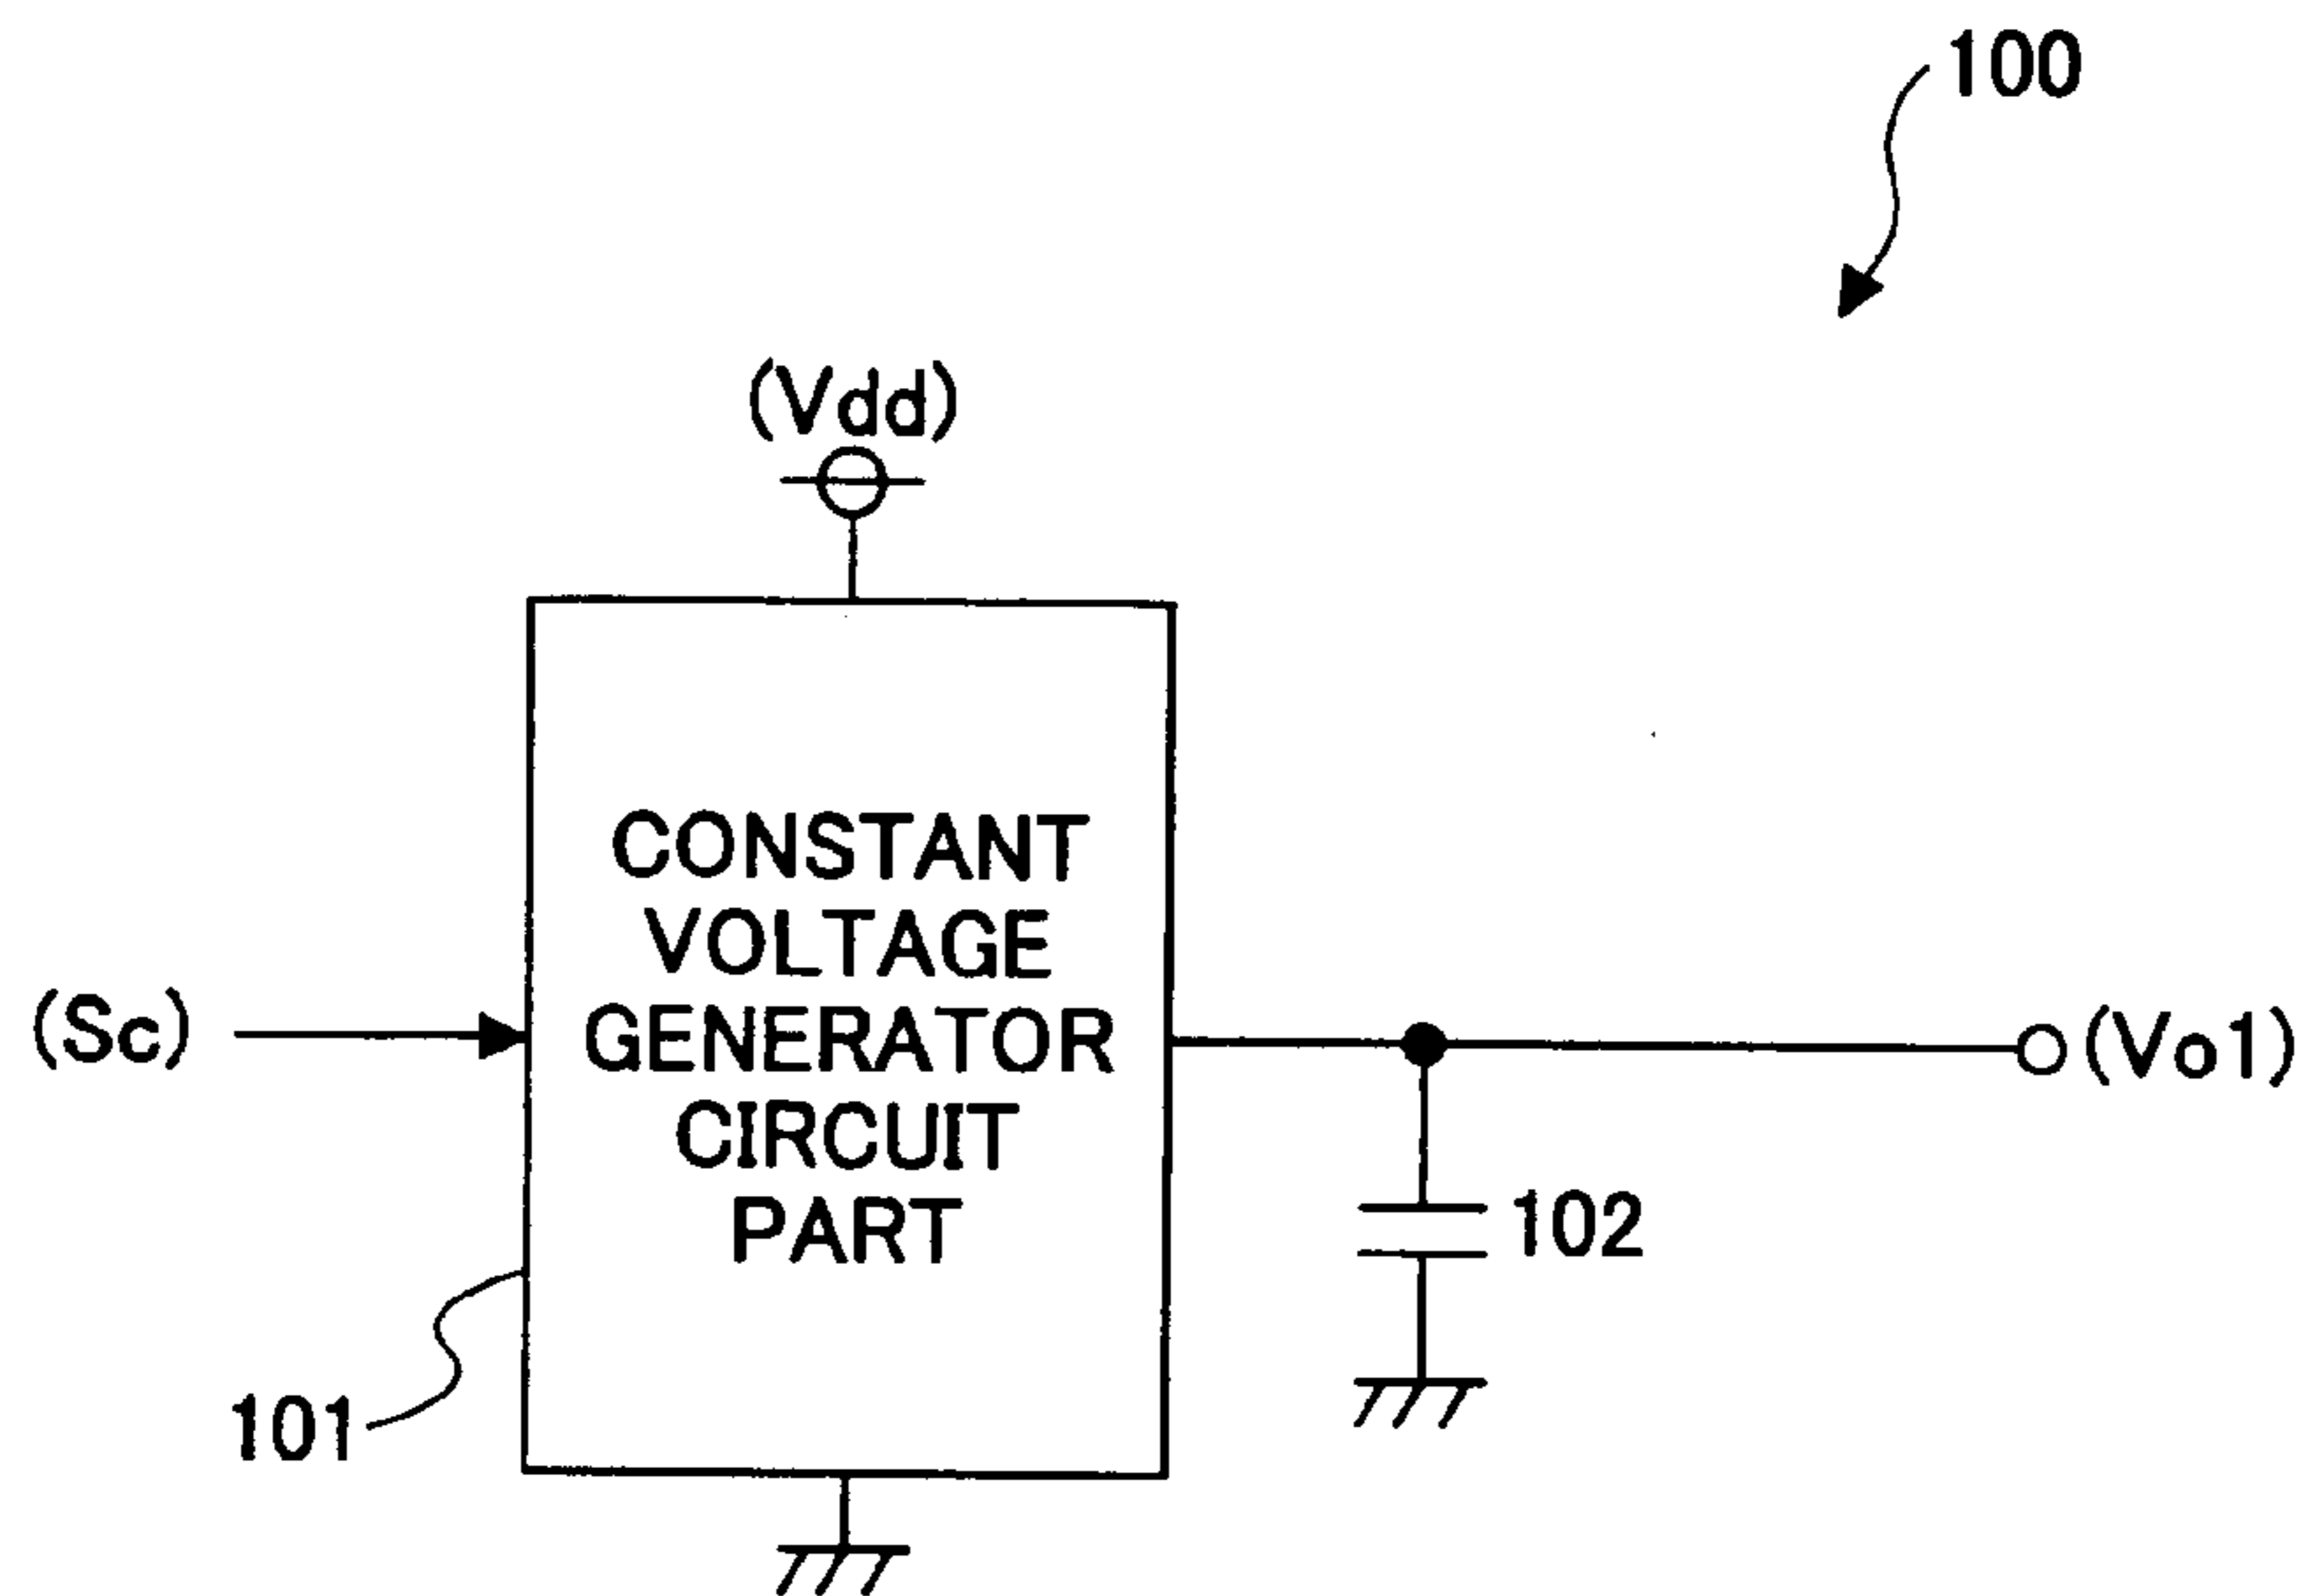 100
(Vdd)
CONSTANT
VOLTAGE
GENERATOR
CIRCUIT
PART
(Sc)
(Vo1)
102
101